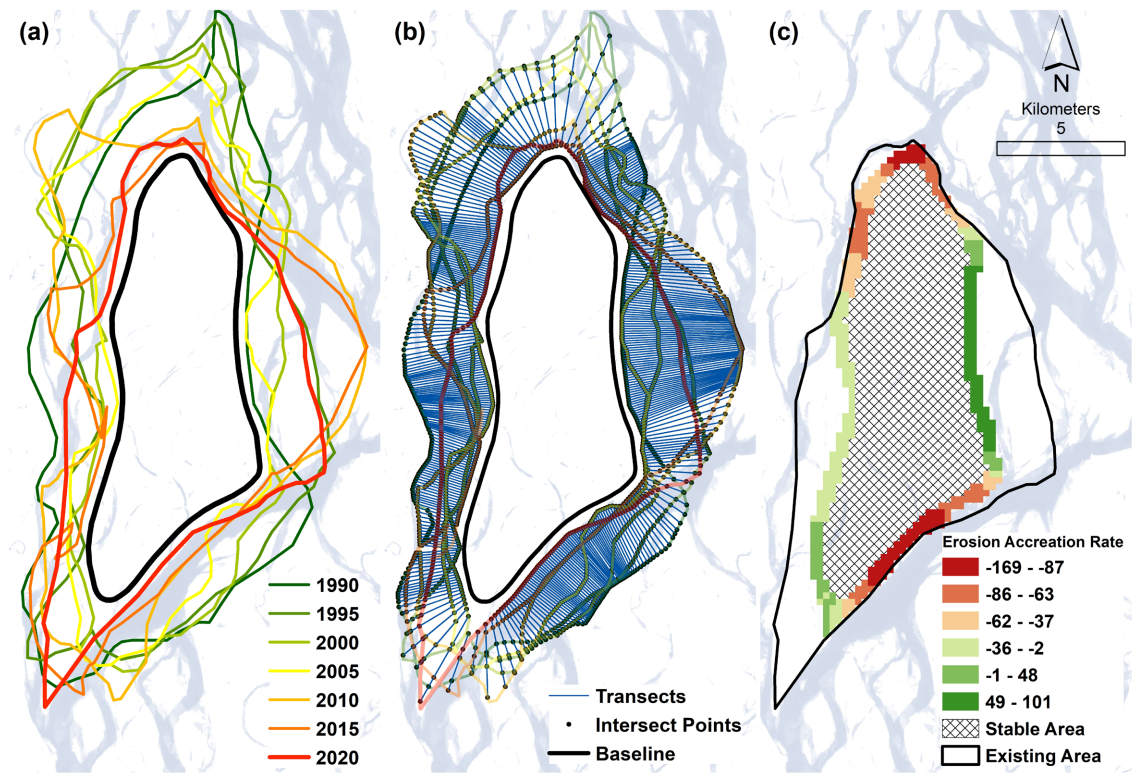 (a)
1990
1995
2000
2005
2010
2015
2020
(b)
Transects
Intersect Points
Baseline
(c)
N
Kilometers
5
Erosion Accreation Rate
-169 - -87
-86 - -63
-62 - -37
-36 - -2
-1 - 48
49 - 101
Stable Area
Existing Area